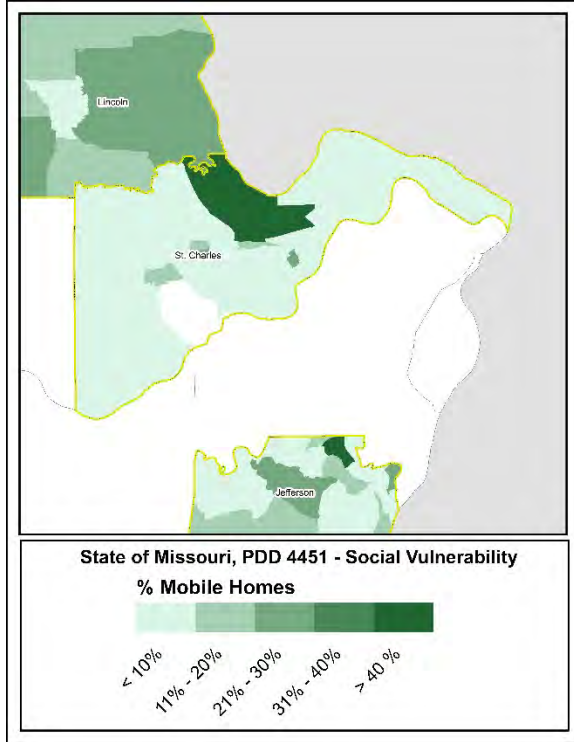 Lincoln
St. Charles
Jefferson
State of Missouri, PDD 4451 - Social Vulnerability
% Mobile Homes
< 10%
11% - 20%
21% - 30%
31% - 40%
> 40 %